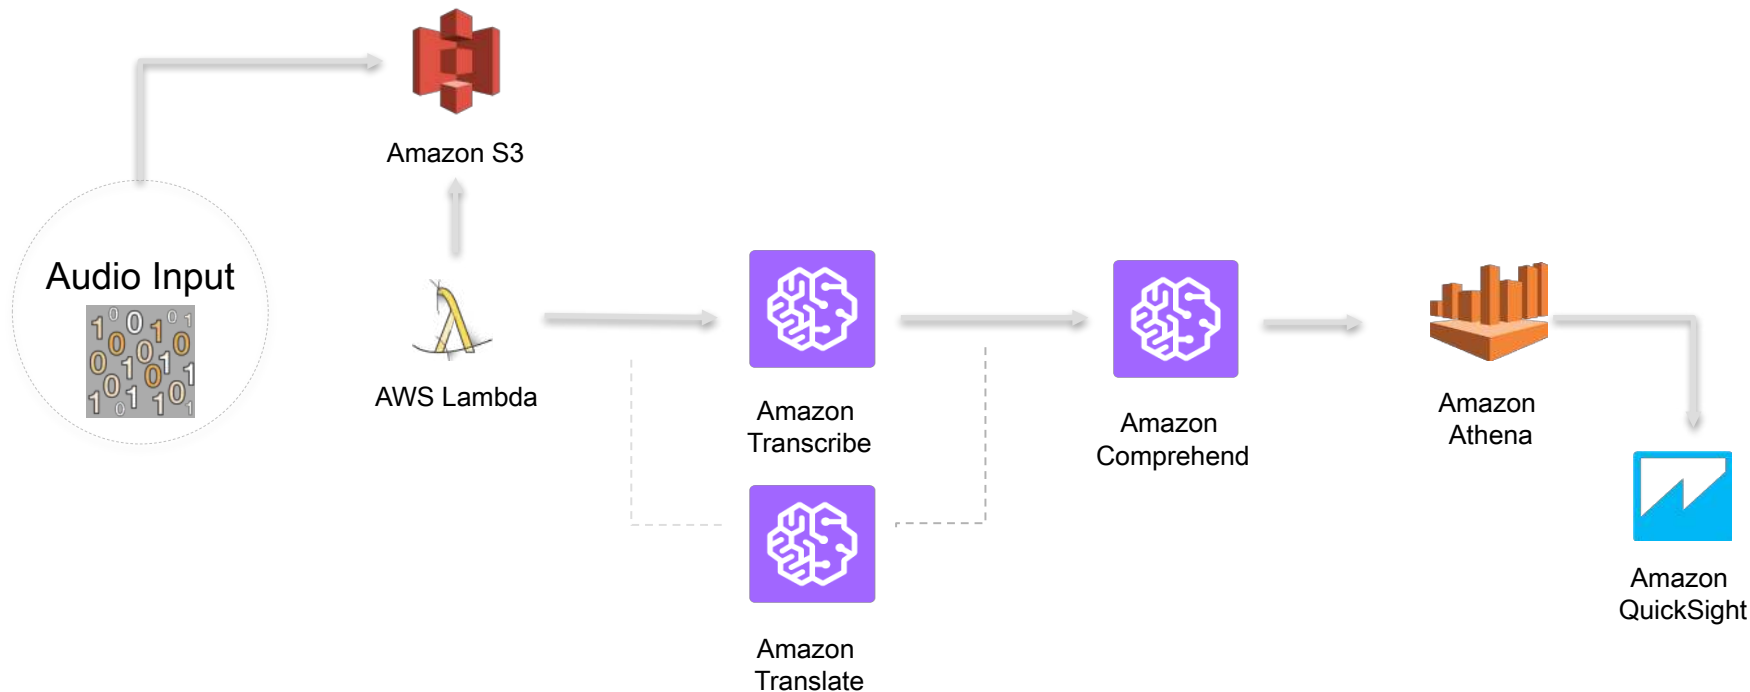 Amazon S3
Audio Input
AWS Lambda
Amazon
Transcribe
Amazon
Comprehend
Amazon
Athena
Amazon
Translate
Amazon
QuickSight